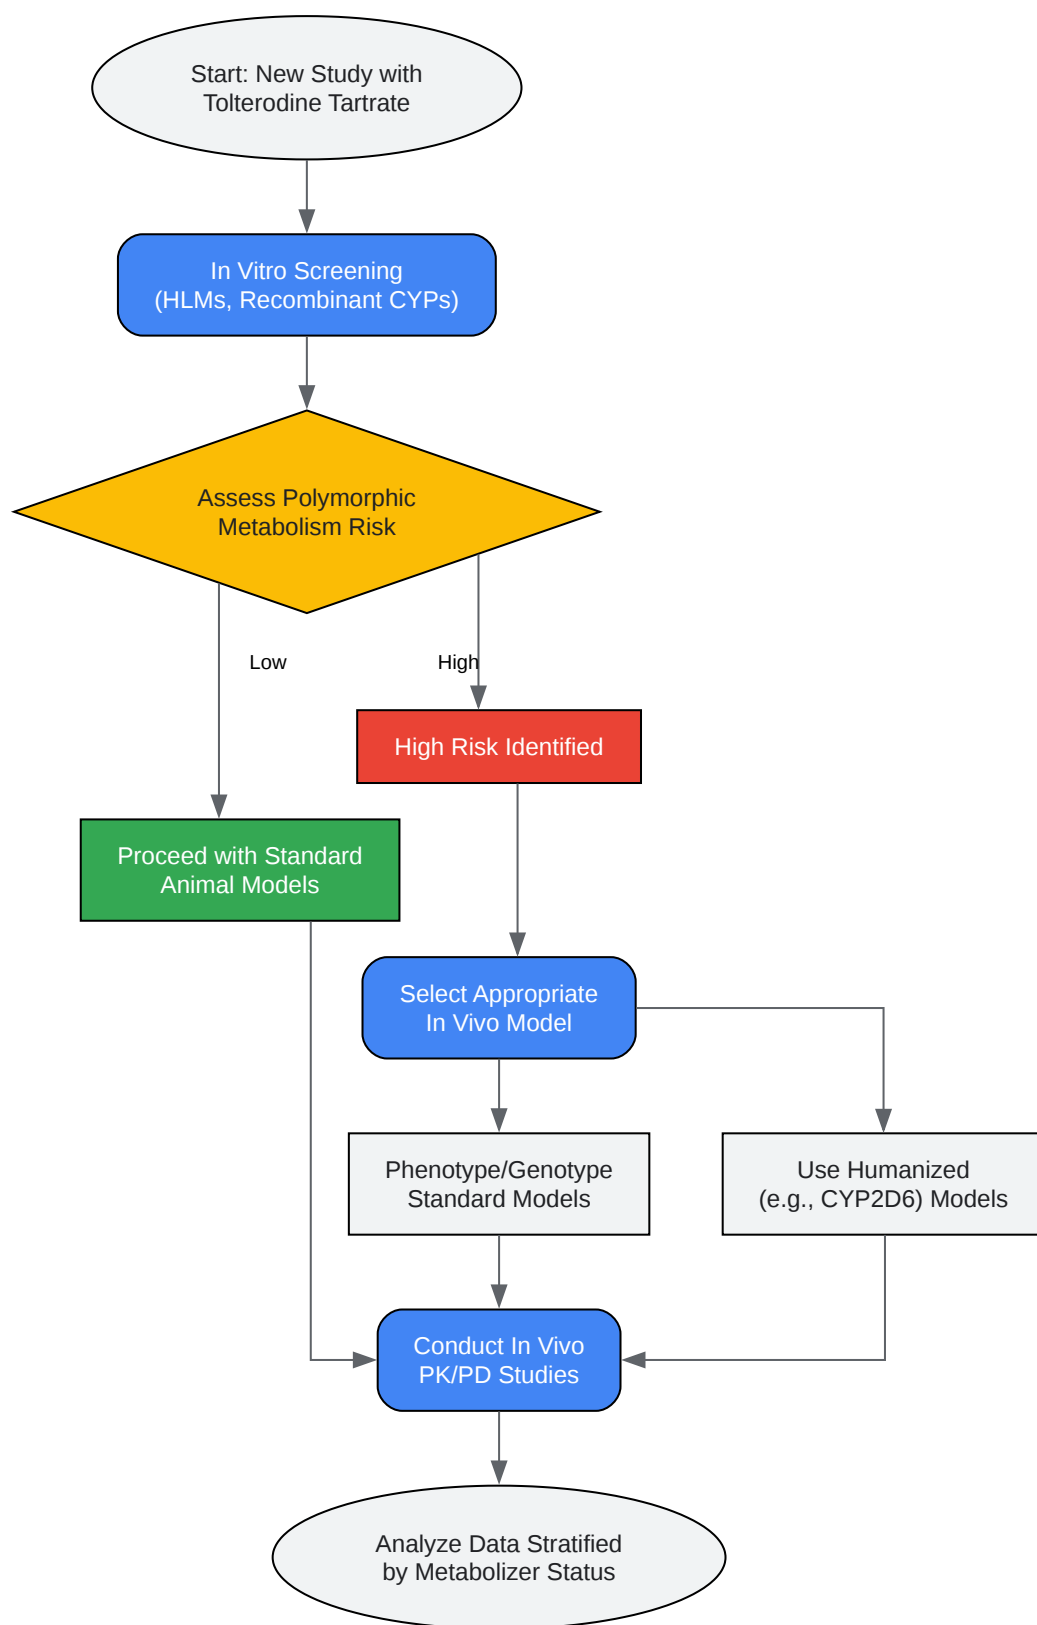 Start: New Study with
Tolterodine Tartrate
In Vitro Screening
(HLMs, Recombinant CYPs)
Assess Polymorphic
Metabolism Risk
Low
High
High Risk Identified
Proceed with Standard
Animal Models
Select Appropriate
In Vivo Model
Phenotype/Genotype
Standard Models
Use Humanized
(e.g., CYP2D6) Models
Conduct In Vivo
PK/PD Studies
Analyze Data Stratified
by Metabolizer Status